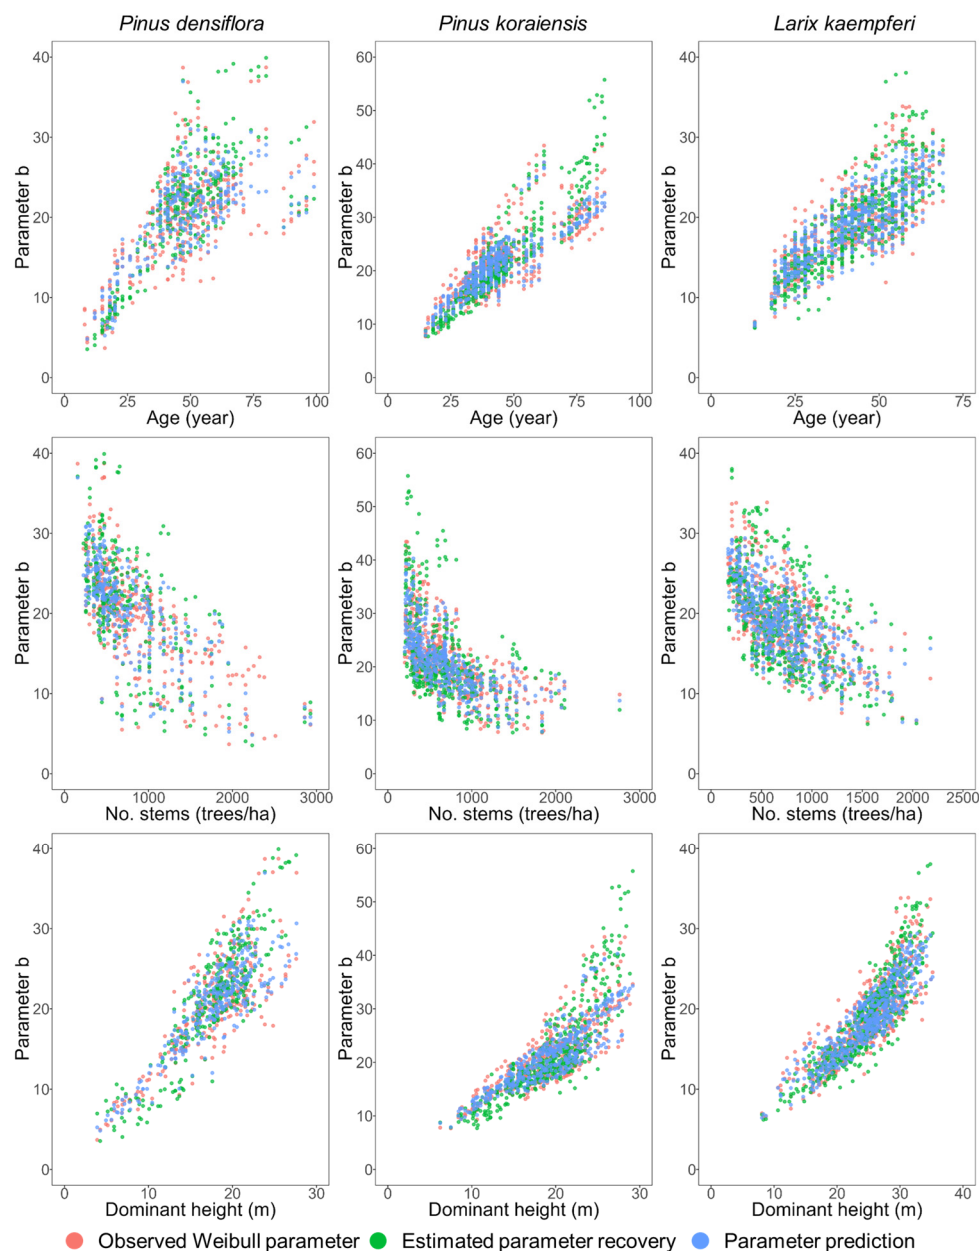 Pinus densiflora Pinus koraiensis Larix kaempferi
40 30 20 10 0
Parameter b
0 25 50 75 100
Age (year)
60 50 40 30 20 10 0
Parameter b
0 25 50 75 100
Age (year)
40 30 20 10 0
Parameter b
0 25 50 75
Age (year)
40 30 20 10 0
Parameter b
0 1000 2000 3000
No. stems (trees/ha)
60 50 40 30 20 10 0
Parameter b
0 1000 2000 3000
No. stems (trees/ha)
40 30 20 10 0
Parameter b
0 500 1000 1500 2000 2500
No. stems (trees/ha)
40 30 20 10 0
Parameter b
0 10 20 30
Dominant height (m)
60 50 40 30 20 10 0
Parameter b
0 10 20 30
Dominant height (m)
40 30 20 10 0
Parameter b
0 10 20 30 40
Dominant height (m)
Observed Weibull parameter Estimated parameter recovery Parameter prediction